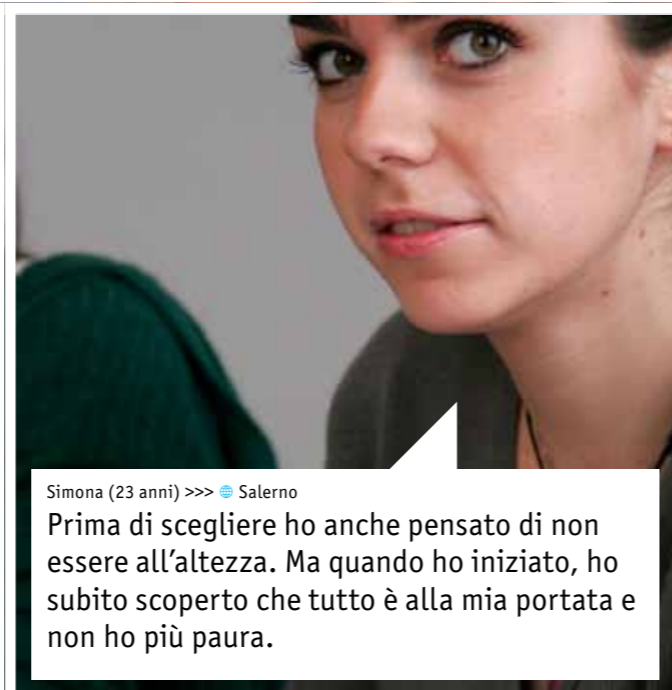 Simona (23 anni) >>> Salerno
Prima di scegliere ho anche pensato di non
essere all’altezza. Ma quando ho iniziato, ho
subito scoperto che tutto è alla mia portata e
non ho più paura.